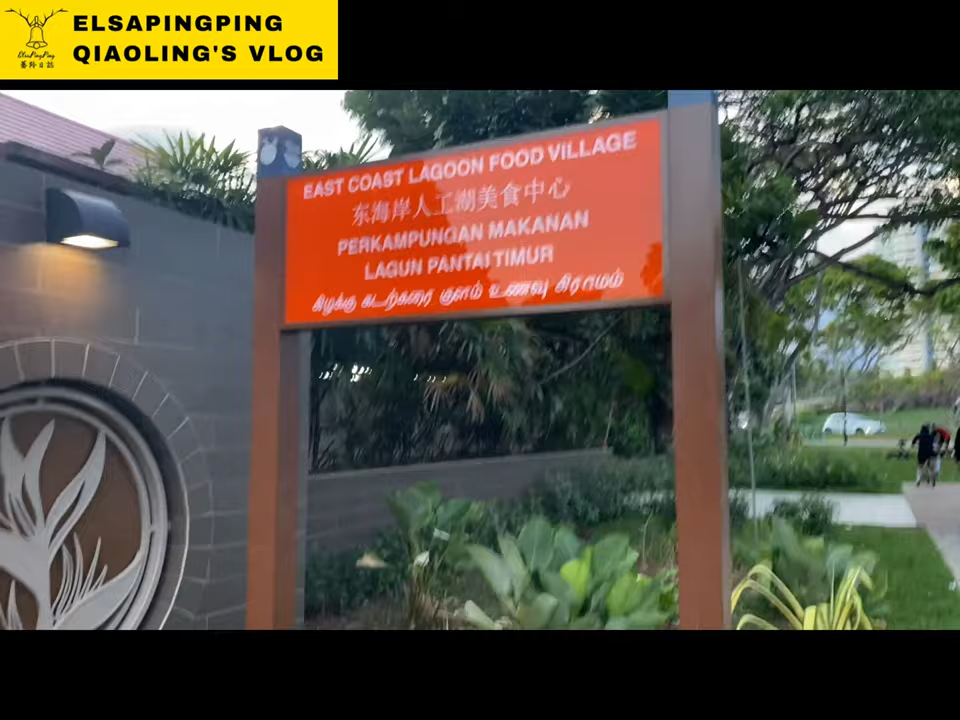 ELSAPINGPING
QIAOLING'S VLOG
EAST COAST LAGOON FOOD VILLAGE
东海岸人工湖美食中心
PERKAMPUNGAN MAKANAN
LAGUN PANTAI TIMUR
கிழக்கு கடற்கரை குளம் உணவு கிராமம்